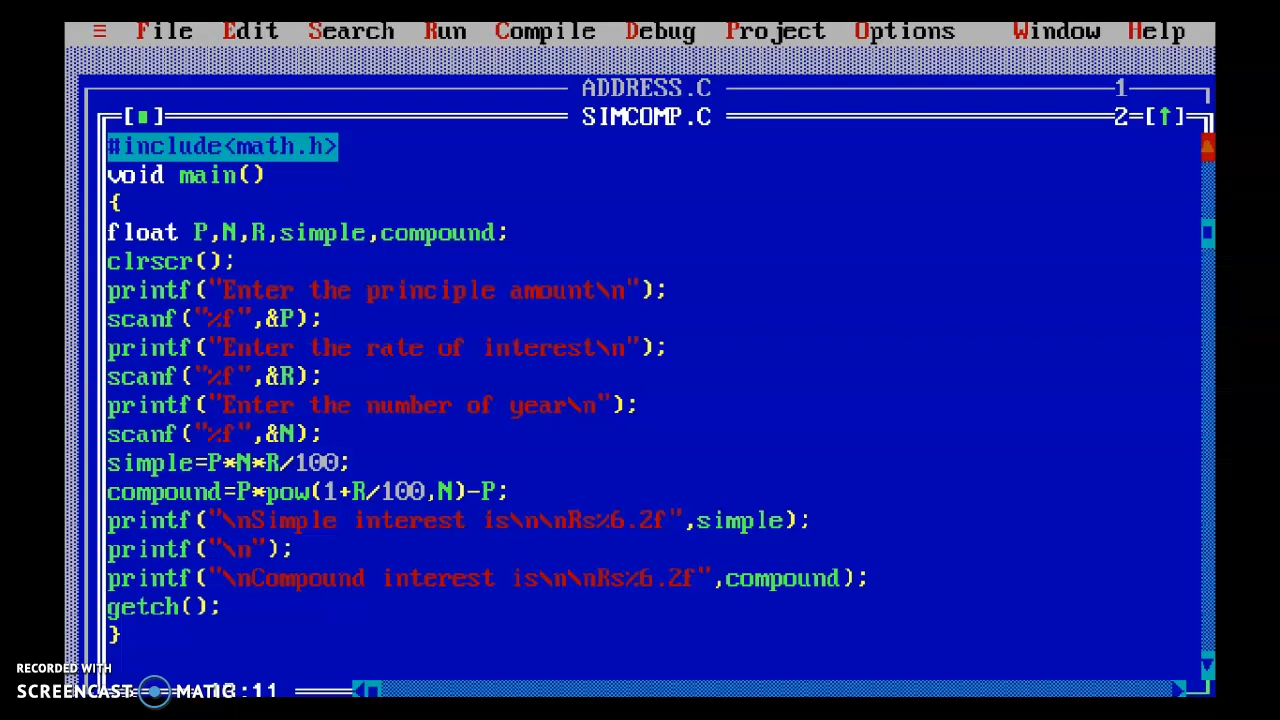 ≡ File Edit Search Run Compile Debug Project Options Window Help
ADDRESS.C 1
[■] SIMCOMP.C 2=[↑]
#include<math.h>
void main()
{
float P,N,R,simple,compound;
clrscr();
printf("Enter the principle amount\n");
scanf("%f",&P);
printf("Enter the rate of interest\n");
scanf("%f",&R);
printf("Enter the number of year\n");
scanf("%f",&N);
simple=P*N*R/100;
compound=P*pow(1+R/100,N)-P;
printf("\nSimple interest is\n\nRs%6.2f",simple);
printf("\n");
printf("\nCompound interest is\n\nRs%6.2f",compound);
getch();
}
RECORDED WITH
SCREENCAST MATIC :11